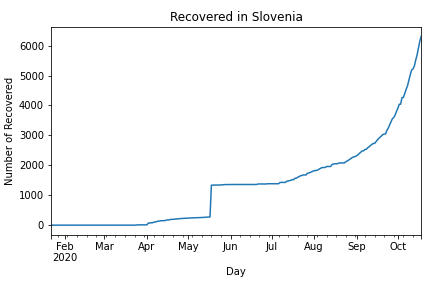 Recovered in Slovenia
Number of Recovered
6000
5000
4000
3000
2000
1000
0
Feb Mar Apr May Jun Jul Aug Sep Oct
2020
Day